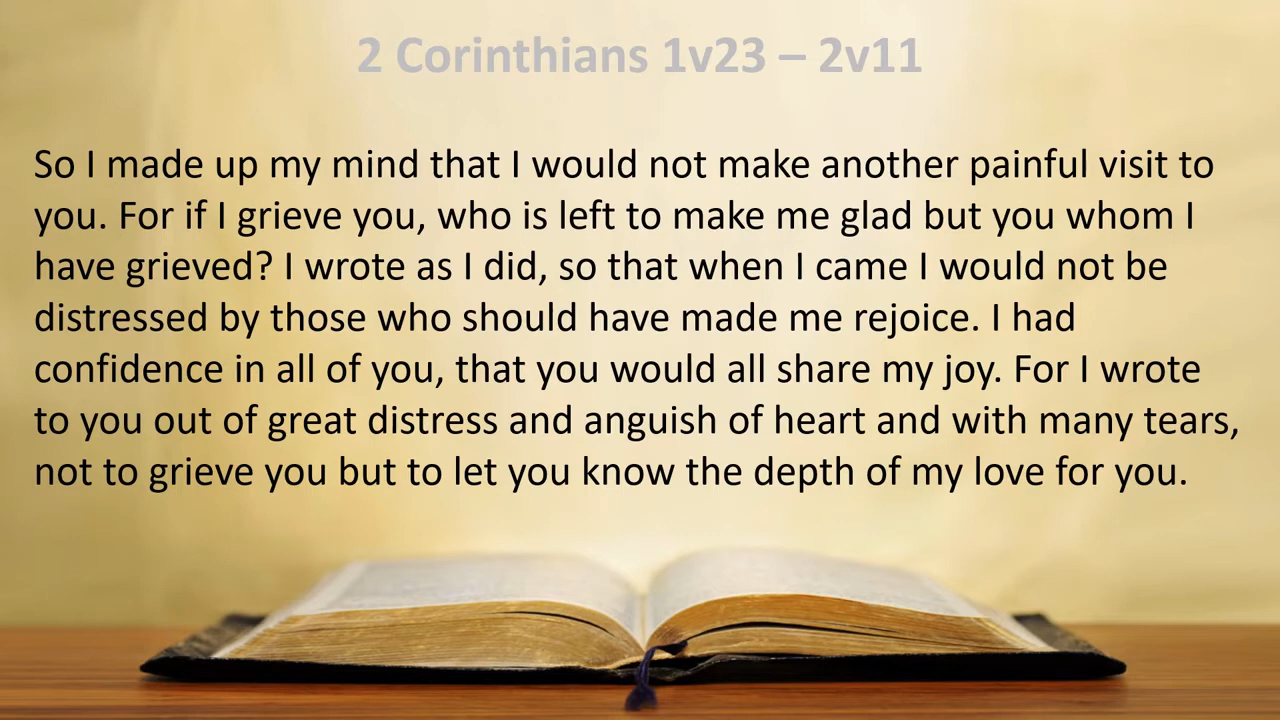 2 Corinthians 1v23 – 2v11
So I made up my mind that I would not make another painful visit to
you. For if I grieve you, who is left to make me glad but you whom I
have grieved? I wrote as I did, so that when I came I would not be
distressed by those who should have made me rejoice. I had
confidence in all of you, that you would all share my joy. For I wrote
to you out of great distress and anguish of heart and with many tears,
not to grieve you but to let you know the depth of my love for you.